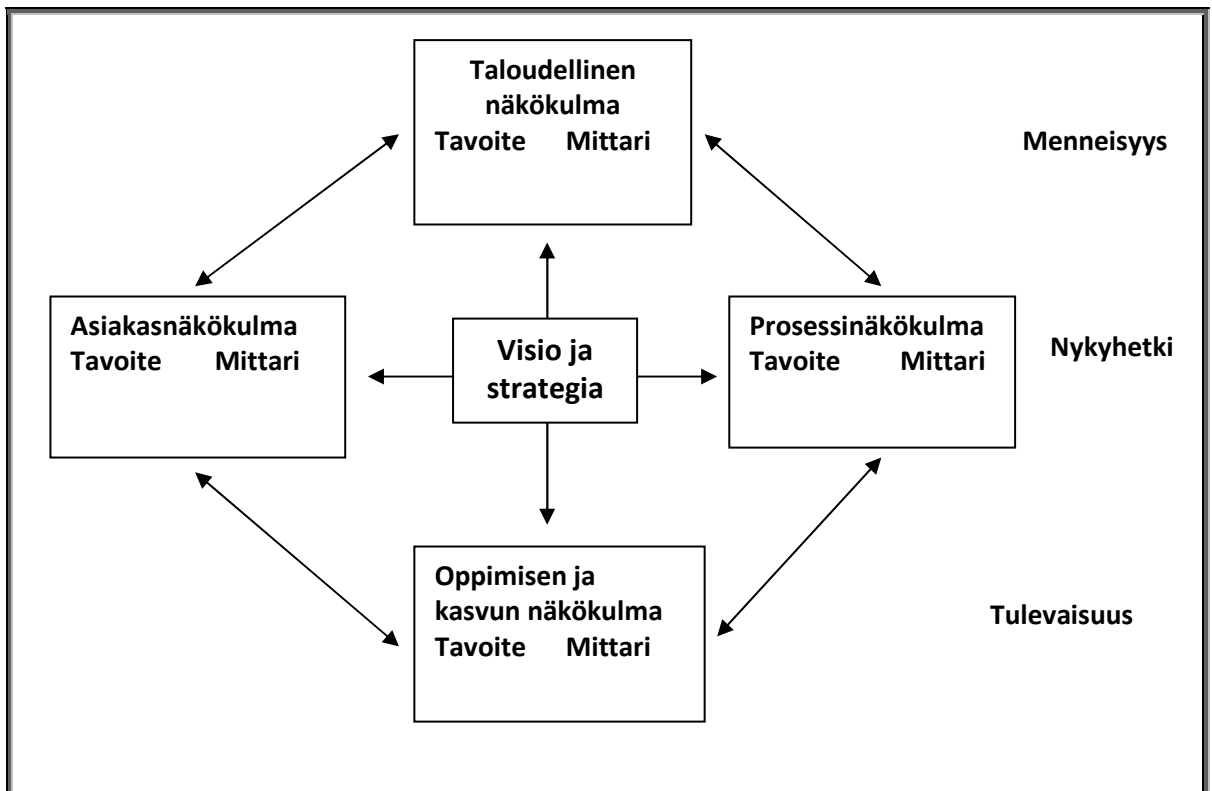 Taloudellinen
näkökulma
Tavoite Mittari
Menneisyys
Asiakasnäkökulma
Tavoite Mittari
Visio ja
strategia
Prosessinäkökulma
Tavoite Mittari
Nykyhetki
Oppimisen ja
kasvun näkökulma
Tavoite Mittari
Tulevaisuus